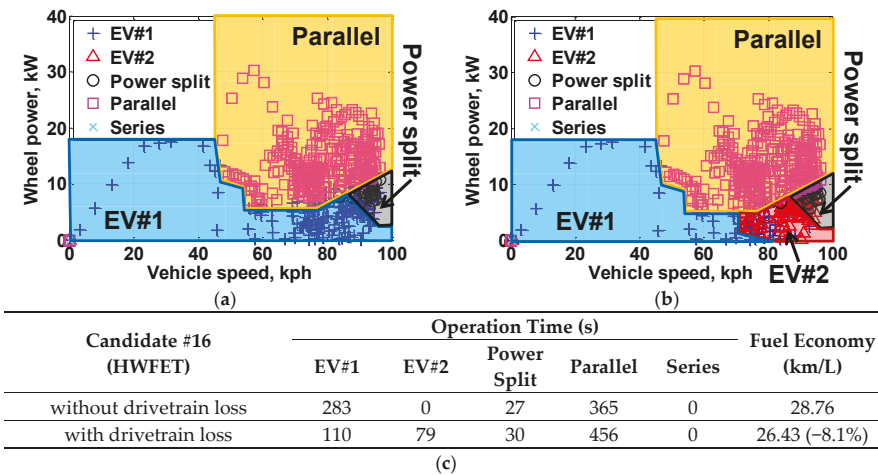 EV#1
EV#2
Power split
Parallel
Series
Parallel
Power split
EV#1
40
30
20
10
0
Wheel power, kW
0 20 40 60 80 100
Vehicle speed, kph
(a)
EV#1
EV#2
Power split
Parallel
Series
Parallel
Power split
EV#1
EV#2
40
30
20
10
0
Wheel power, kW
0 20 40 60 80 100
Vehicle speed, kph
(b)
Candidate #16 (HWFET) Operation Time (s) Fuel Economy (km/L)
EV#1 EV#2 Power Split Parallel Series
without drivetrain loss 283 0 27 365 0 28.76
with drivetrain loss 110 79 30 456 0 26.43 (−8.1%)
(c)